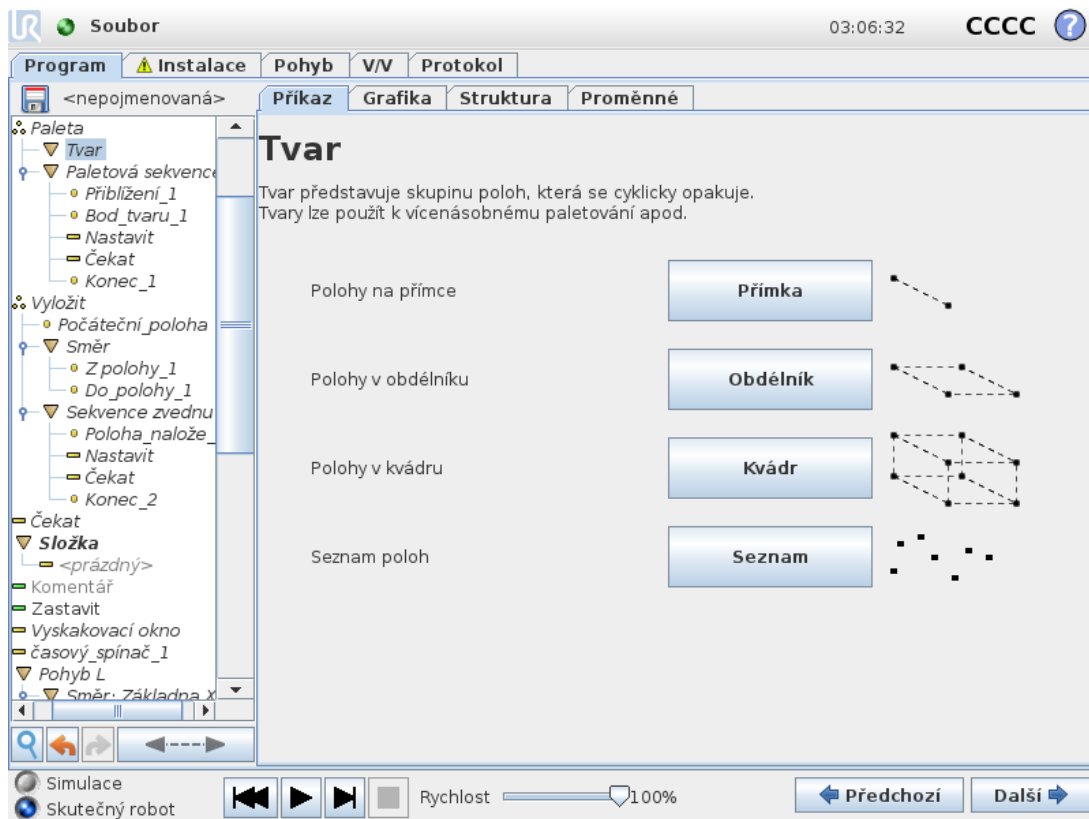 UR Soubor 03:06:32 CCCC ?
Program Instalace Pohyb V/V Protokol
<nepojmenovaná> Příkaz Grafika Struktura Proměnné
Paleta
Tvar
Paletová sekvence
Přiblížení_1
Bod_tvaru_1
Nastavit
Čekat
Konec_1
Vyložit
Počáteční_poloha
Směr
Z polohy_1
Do_polohy_1
Sekvence zvednu
Poloha_nalože_
Nastavit
Čekat
Konec_2
Čekat
Složka
<prázdný>
Komentář
Zastavit
Vyskakovací okno
časový_spínač_1
Pohyb L
Směr: Základna X
Tvar
Tvar představuje skupinu poloh, která se cyklicky opakuje.
Tvary lze použít k vícenásobnému paletování apod.
Polohy na přímce Přímka
Polohy v obdélníku Obdélník
Polohy v kvádru Kvádr
Seznam poloh Seznam
Simulace
Skutečný robot
Rychlost 100% Předchozí Další